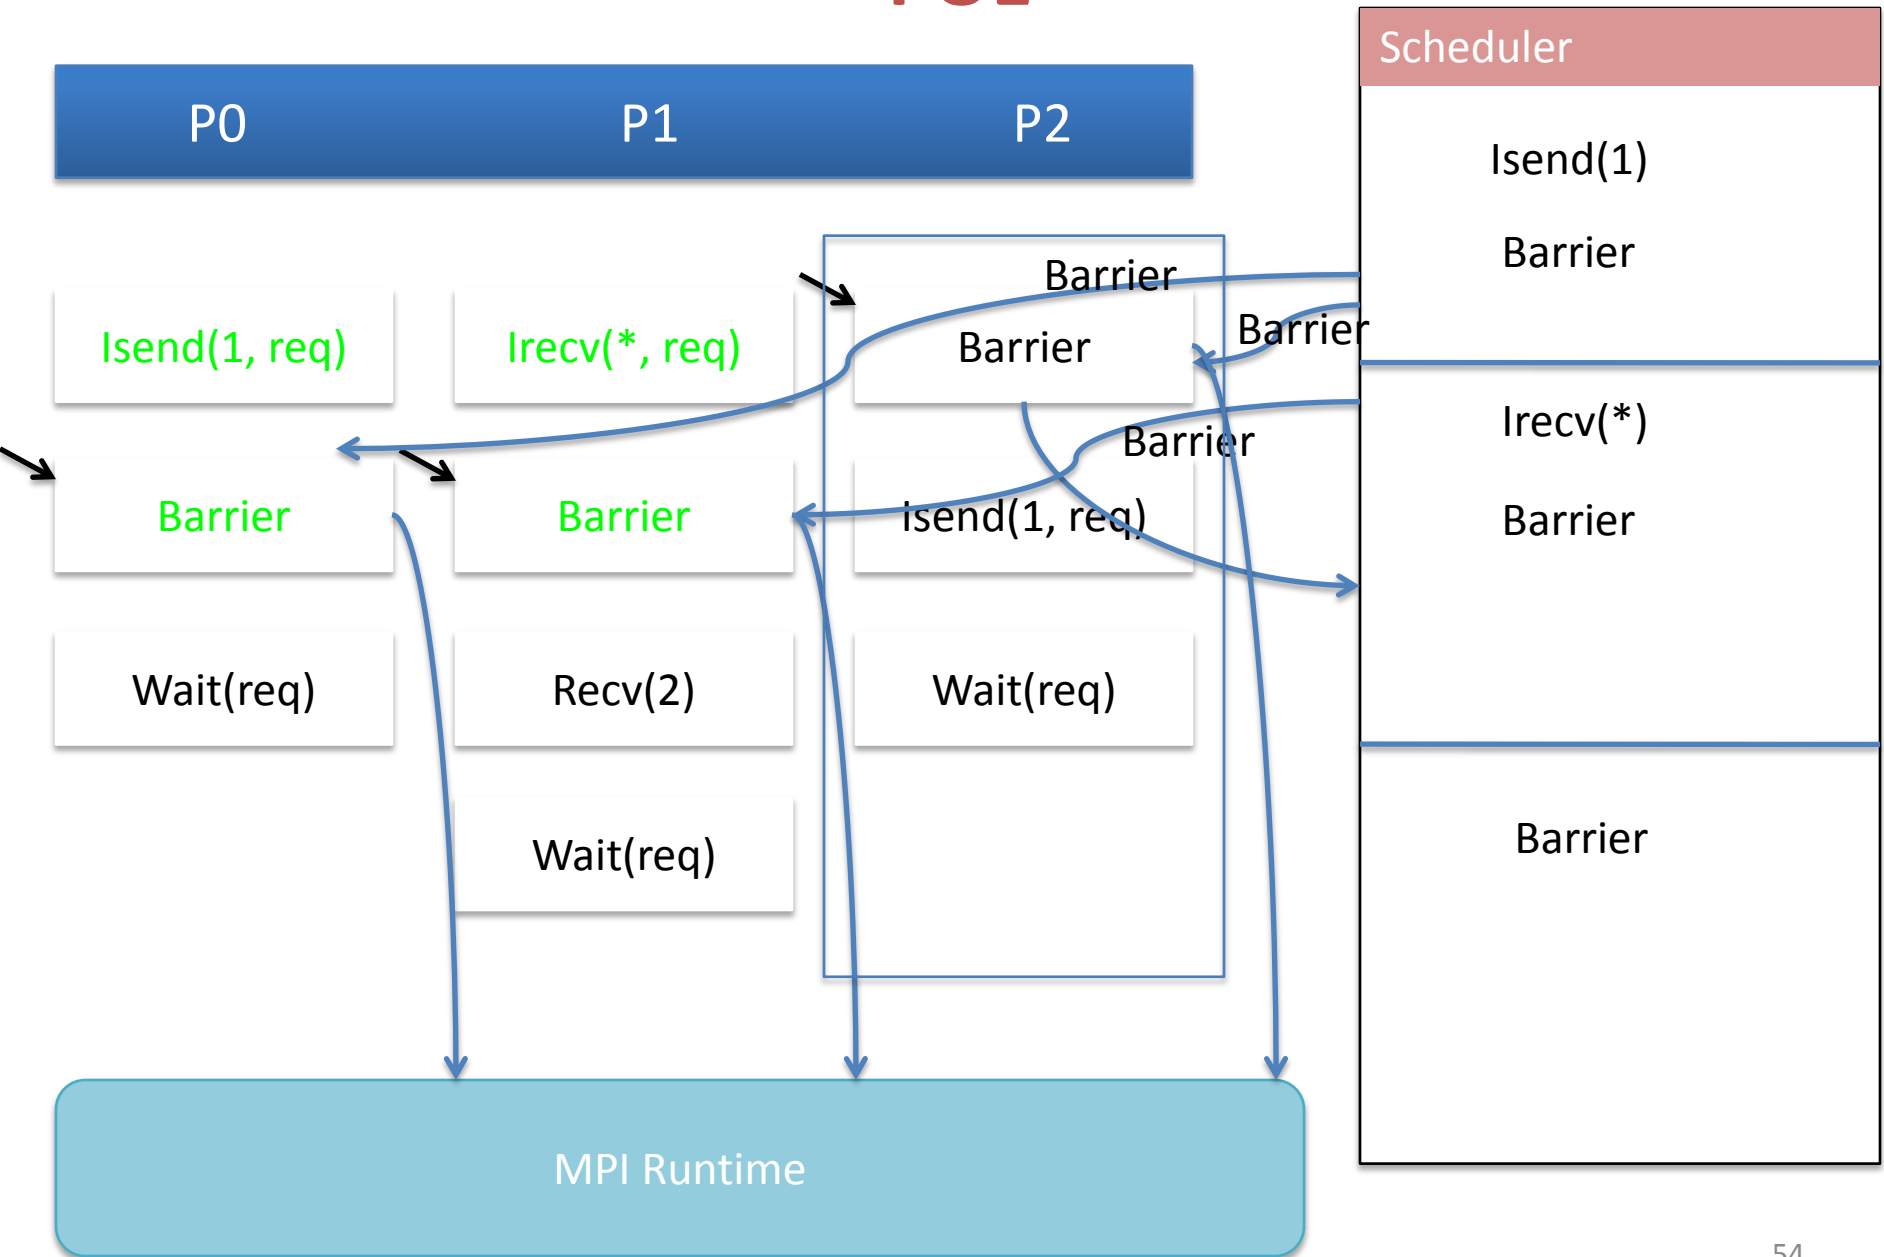 Scheduler
P0
P1
P2
Isend(1)
Barrier
Barrier
Barrier
Isend(1, req)
Irecv(*, req)
Barrier
Irecv(*)
Barrier
Barrier
Barrier
Isend(1, req)
Barrier
Wait(req)
Recv(2)
Wait(req)
Wait(req)
Barrier
MPI Runtime
54